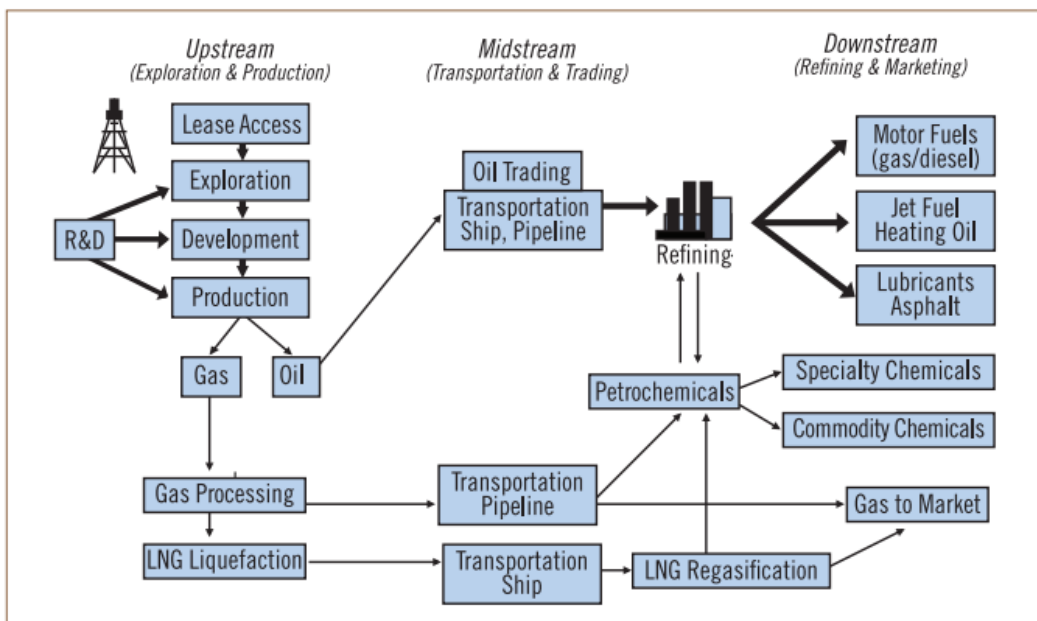 Upstream
(Exploration & Production)
Midstream
(Transportation & Trading)
Downstream
(Refining & Marketing)
Lease Access
Exploration
R&D
Development
Production
Gas
Oil
Oil Trading
Transportation
Ship, Pipeline
Refining
Motor Fuels
(gas/diesel)
Jet Fuel
Heating Oil
Lubricants
Asphalt
Petrochemicals
Specialty Chemicals
Commodity Chemicals
Gas Processing
Transportation
Pipeline
Gas to Market
LNG Liquefaction
Transportation
Ship
LNG Regasification